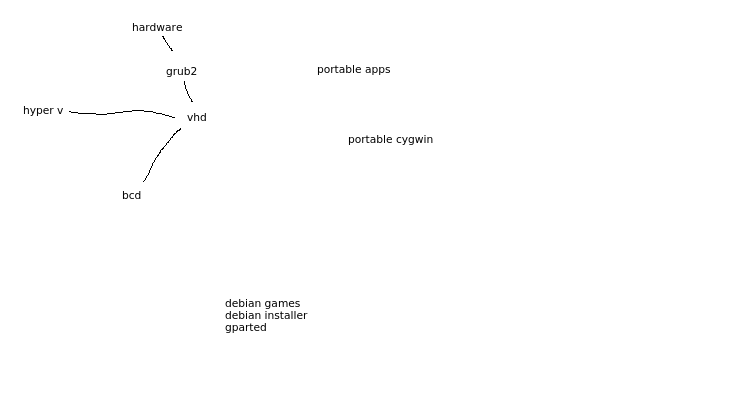 hardware
grub2
portable apps
hyper v
vhd
portable cygwin
bcd
debian games
debian installer
gparted